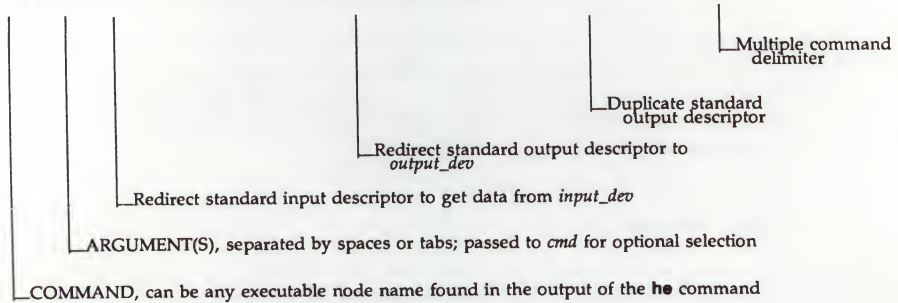 Multiple command
delimiter
Duplicate standard
output descriptor
Redirect standard output descriptor to
output_dev
Redirect standard input descriptor to get data from input_dev
ARGUMENT(S), separated by spaces or tabs; passed to cmd for optional selection
COMMAND, can be any executable node name found in the output of the he command